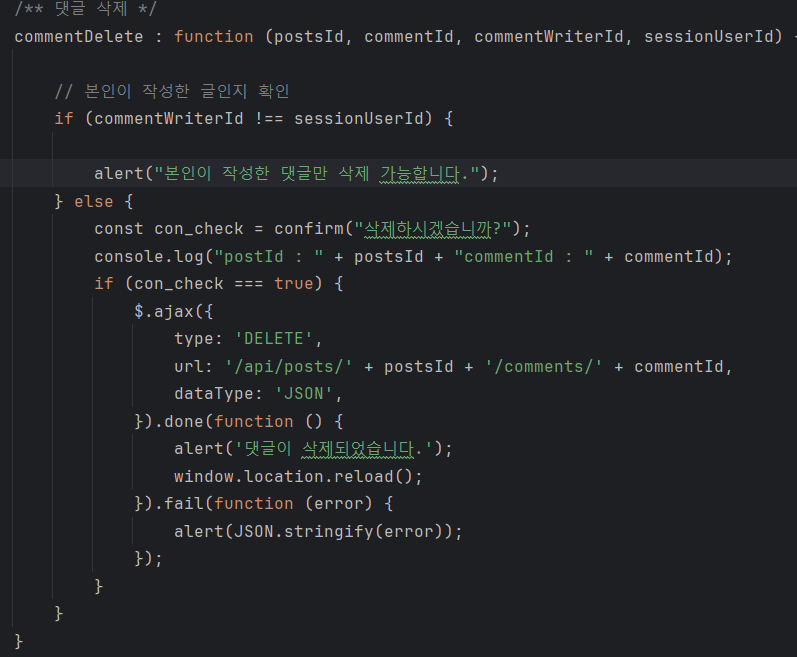 /** 댓글 삭제 */
commentDelete : function (postsId, commentId, commentWriterId, sessionUserId) {
// 본인이 작성한 글인지 확인
if (commentWriterId !== sessionUserId) {
alert("본인이 작성한 댓글만 삭제 가능합니다.");
} else {
const con_check = confirm("삭제하시겠습니까?");
console.log("postId : " + postsId + "commentId : " + commentId);
if (con_check === true) {
$.ajax({
type: 'DELETE',
url: '/api/posts/' + postsId + '/comments/' + commentId,
dataType: 'JSON',
}).done(function () {
alert('댓글이 삭제되었습니다.');
window.location.reload();
}).fail(function (error) {
alert(JSON.stringify(error));
});
}
}
}